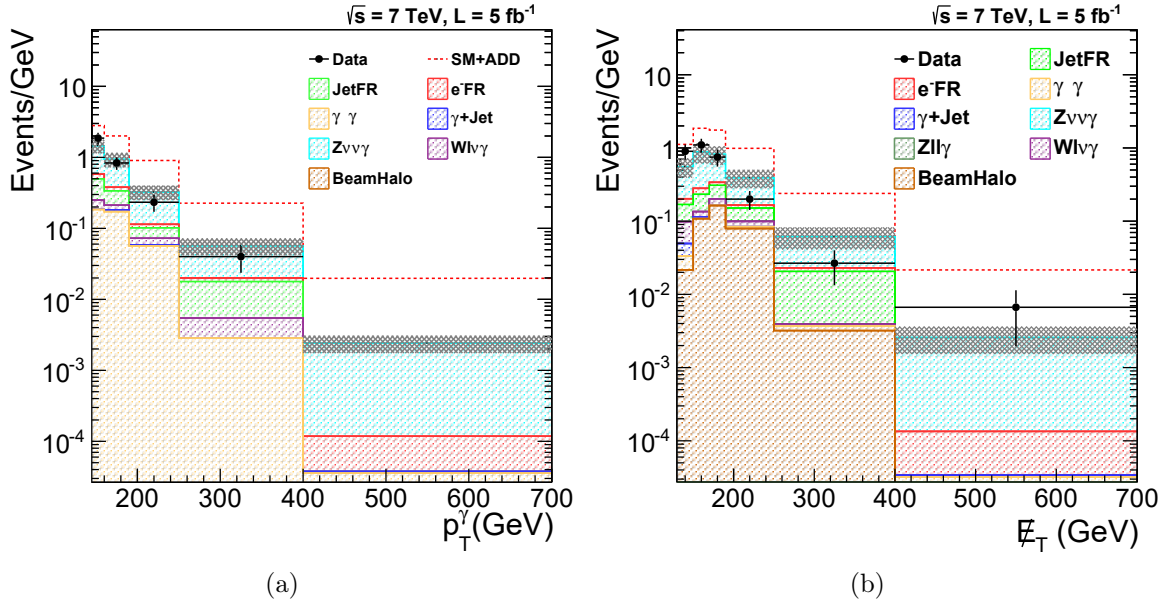 √s = 7 TeV, L = 5 fb⁻¹
Events/GeV
Data
SM+ADD
JetFR
e⁻FR
γ γ
γ+Jet
Zννγ
Wlνγ
BeamHalo
10
1
10⁻¹
10⁻²
10⁻³
10⁻⁴
200 300 400 500 600 700
p_T^γ(GeV)
(a)
√s = 7 TeV, L = 5 fb⁻¹
Events/GeV
Data
JetFR
e⁻FR
γ γ
γ+Jet
Zννγ
Zllγ
Wlνγ
BeamHalo
10
1
10⁻¹
10⁻²
10⁻³
10⁻⁴
200 300 400 500 600 700
E̸_T (GeV)
(b)